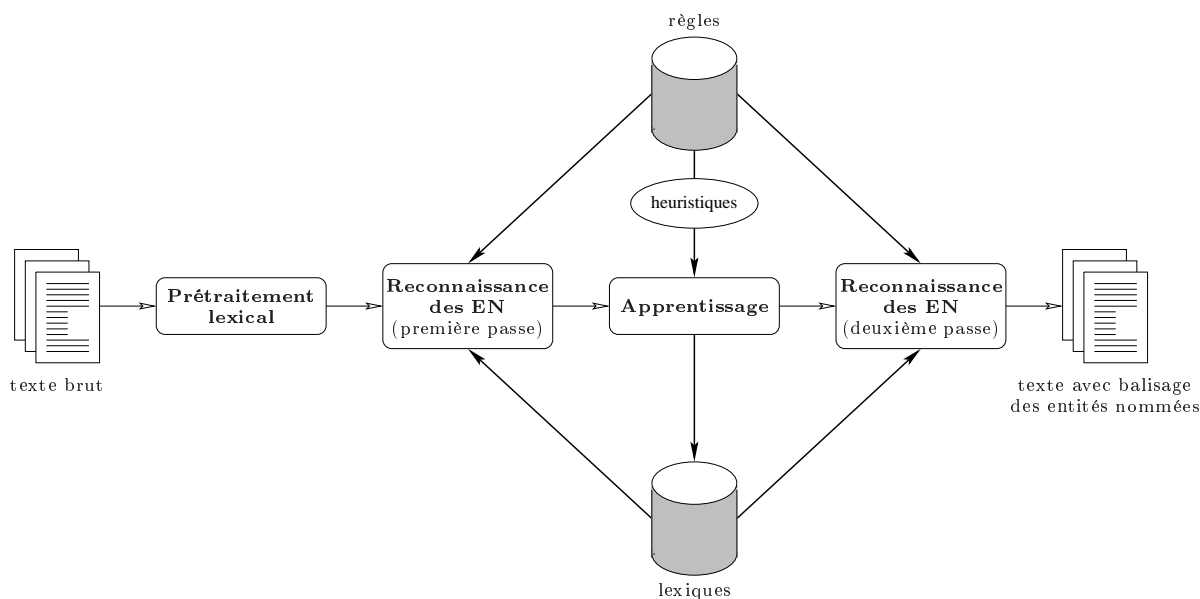 règles
heuristiques
Prétraitement
lexical
Reconnaissance
des EN
(première passe)
Apprentissage
Reconnaissance
des EN
(deuxième passe)
texte brut
texte avec balisage
des entités nommées
lexiques